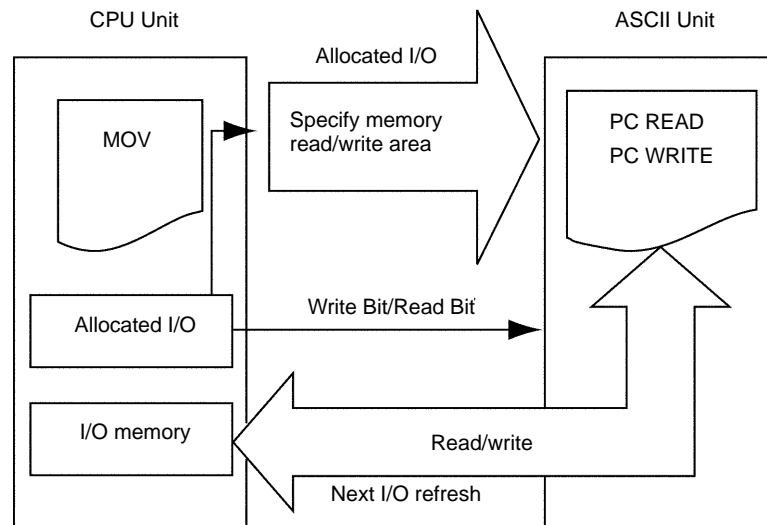 CPU Unit
ASCII Unit
Allocated I/O
MOV
Specify memory
read/write area
PC READ
PC WRITE
Allocated I/O
Write Bit/Read Bit
I/O memory
Read/write
Next I/O refresh